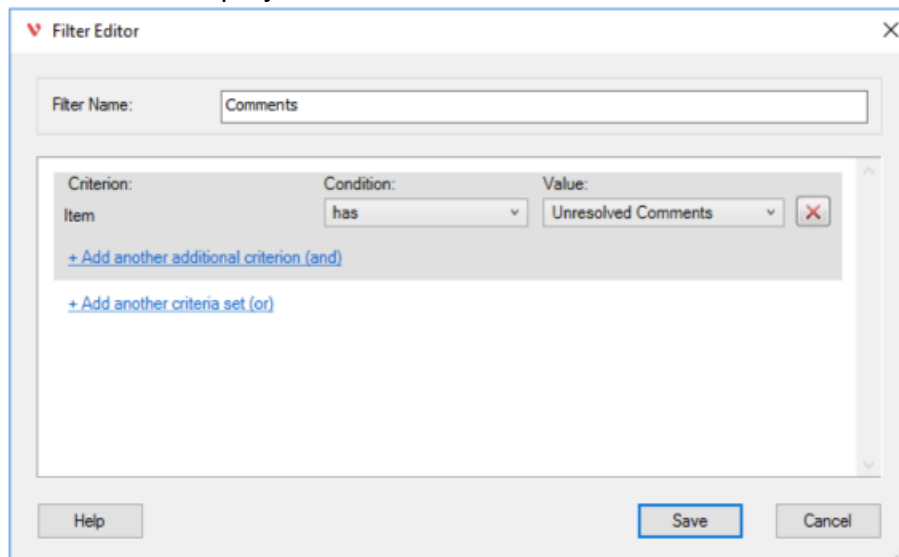 Filter Editor
Filter Name: Comments
Criterion: Condition: Value:
Item has Unresolved Comments
+ Add another additional criterion (and)
+ Add another criteria set (or)
Help Save Cancel